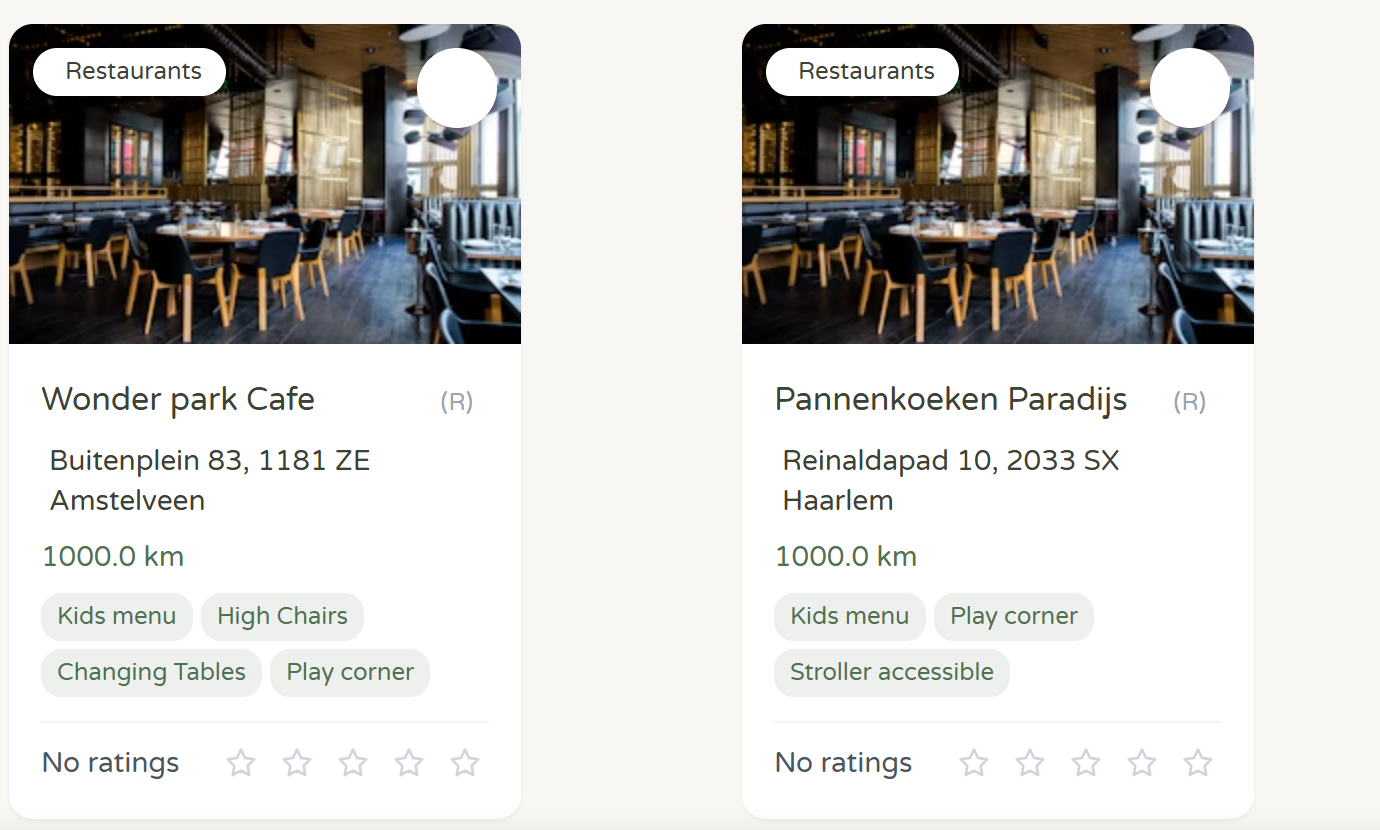 Restaurants
Wonder park Cafe (R)
Buitenplein 83, 1181 ZE
Amstelveen
1000.0 km
Kids menu High Chairs
Changing Tables Play corner
No ratings
Restaurants
Pannenkoeken Paradijs (R)
Reinaldapad 10, 2033 SX
Haarlem
1000.0 km
Kids menu Play corner
Stroller accessible
No ratings